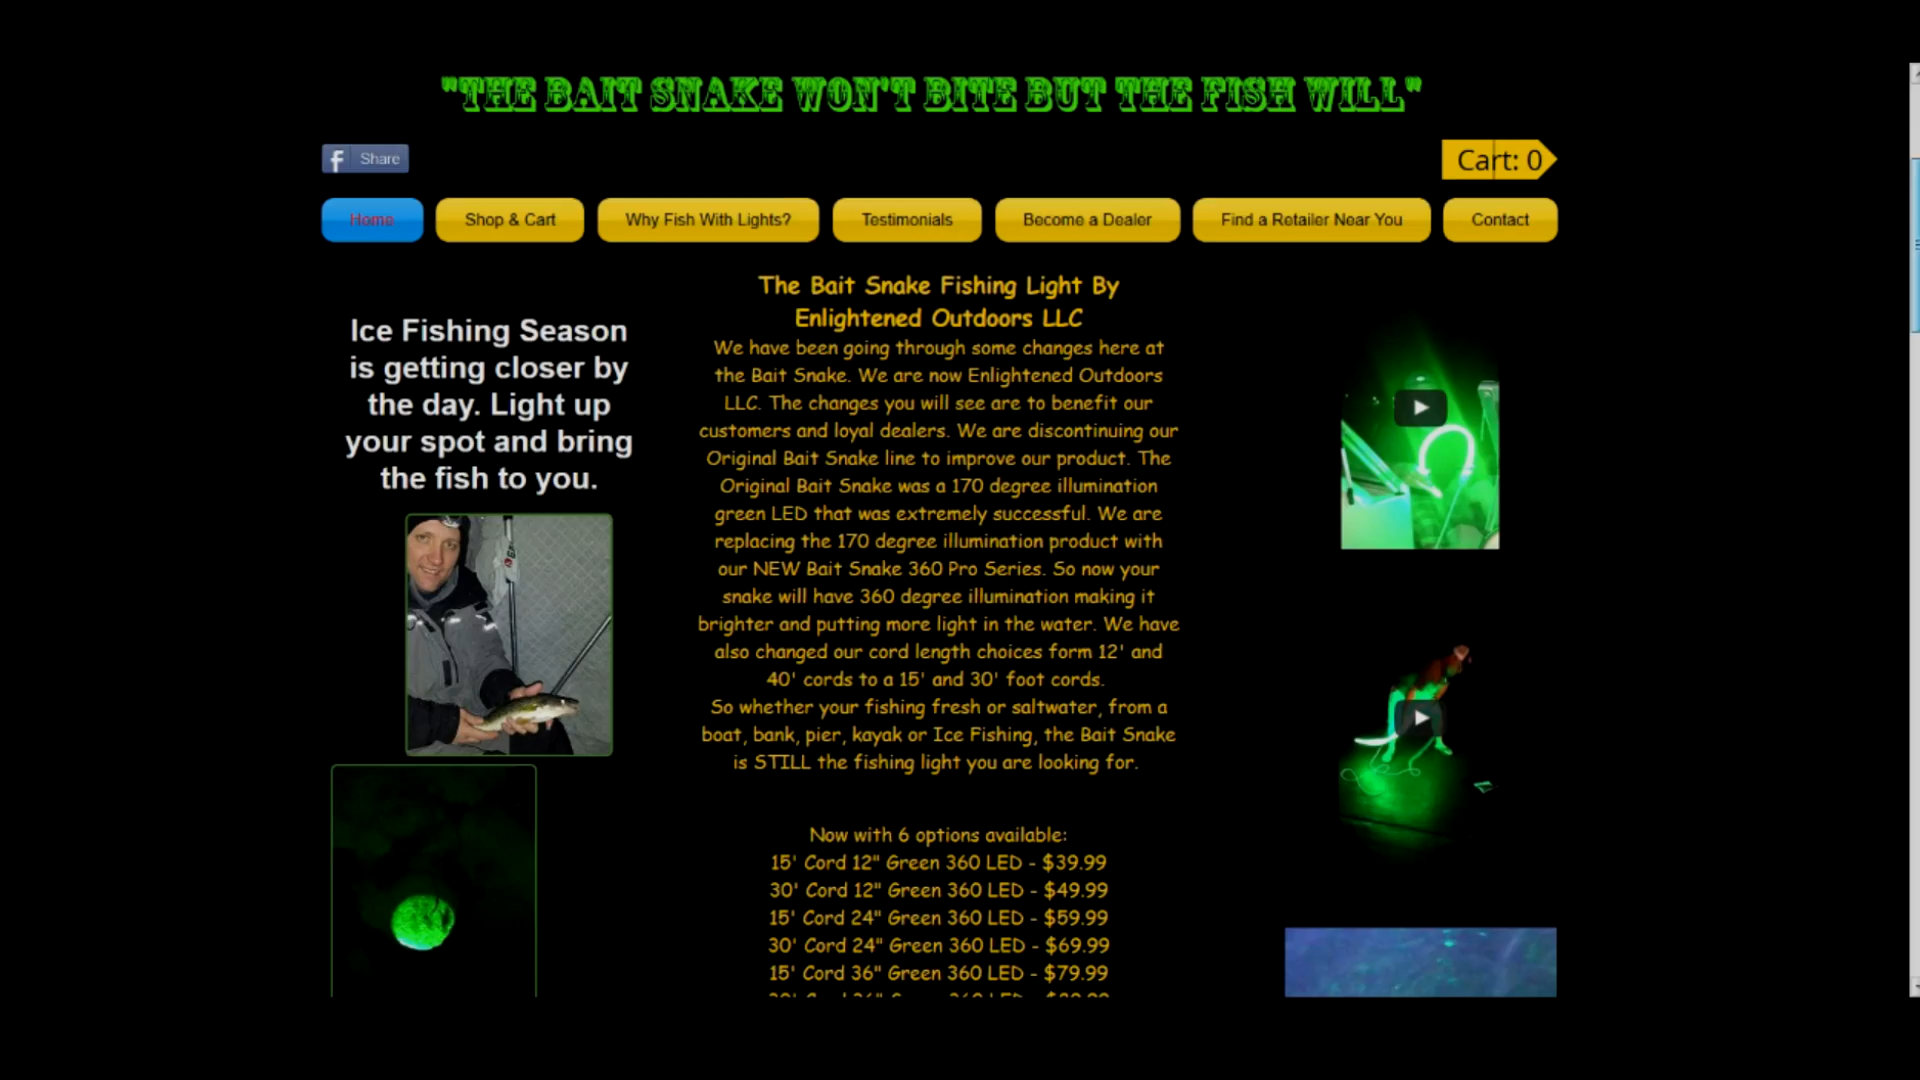 "THE BAIT SNAKE WON'T BITE BUT THE FISH WILL"
Share
Cart: 0
Home
Shop & Cart
Why Fish With Lights?
Testimonials
Become a Dealer
Find a Retailer Near You
Contact
Ice Fishing Season
is getting closer by
the day. Light up
your spot and bring
the fish to you.
The Bait Snake Fishing Light By
Enlightened Outdoors LLC
We have been going through some changes here at
the Bait Snake. We are now Enlightened Outdoors
LLC. The changes you will see are to benefit our
customers and loyal dealers. We are discontinuing our
Original Bait Snake line to improve our product. The
Original Bait Snake was a 170 degree illumination
green LED that was extremely successful. We are
replacing the 170 degree illumination product with
our NEW Bait Snake 360 Pro Series. So now your
snake will have 360 degree illumination making it
brighter and putting more light in the water. We have
also changed our cord length choices form 12' and
40' cords to a 15' and 30' foot cords.
So whether your fishing fresh or saltwater, from a
boat, bank, pier, kayak or Ice Fishing, the Bait Snake
is STILL the fishing light you are looking for.
Now with 6 options available:
15' Cord 12" Green 360 LED - $39.99
30' Cord 12" Green 360 LED - $49.99
15' Cord 24" Green 360 LED - $59.99
30' Cord 24" Green 360 LED - $69.99
15' Cord 36" Green 360 LED - $79.99